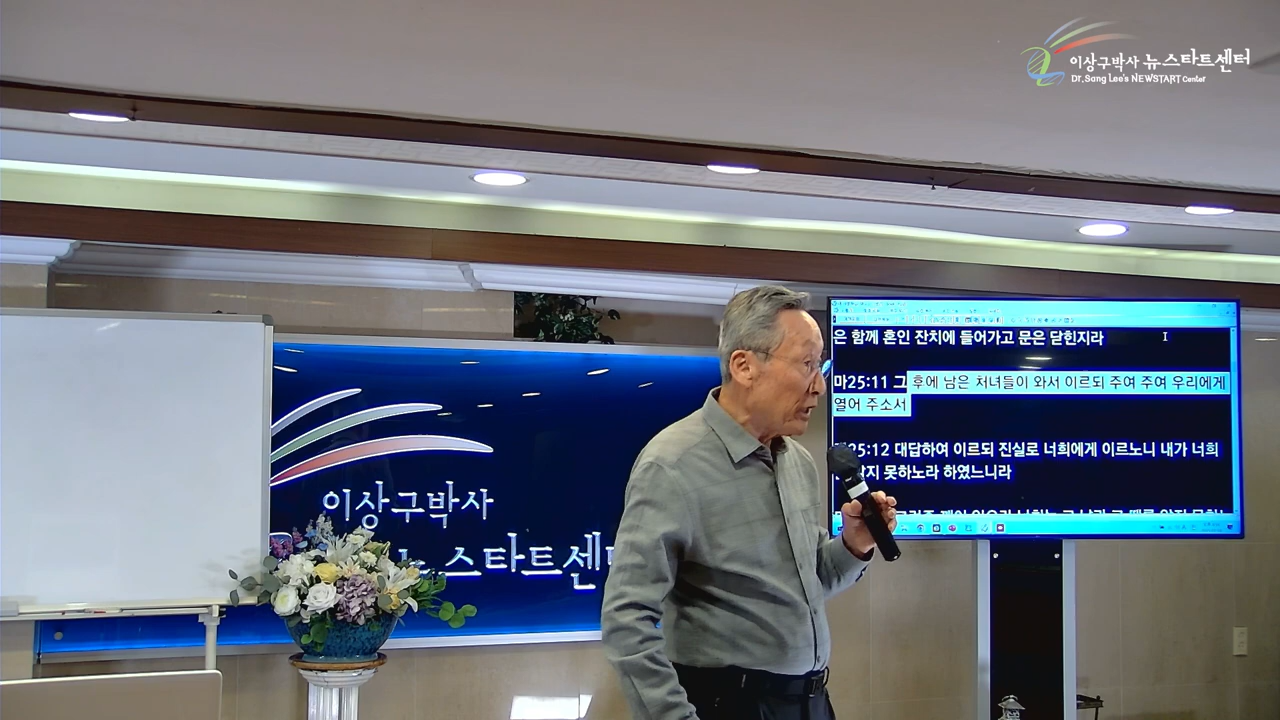 이상구박사 뉴스타트센터
Dr. Sang Lee's NEWSTART Center
은 함께 혼인 잔치에 들어가고 문은 닫힌지라
마25:11 그 후에 남은 처녀들이 와서 이르되 주여 주여 우리에게
열어 주소서
25:12 대답하여 이르되 진실로 너희에게 이르노니 내가 너희
지 못하노라 하였느니라
이상구박사
뉴스타트센